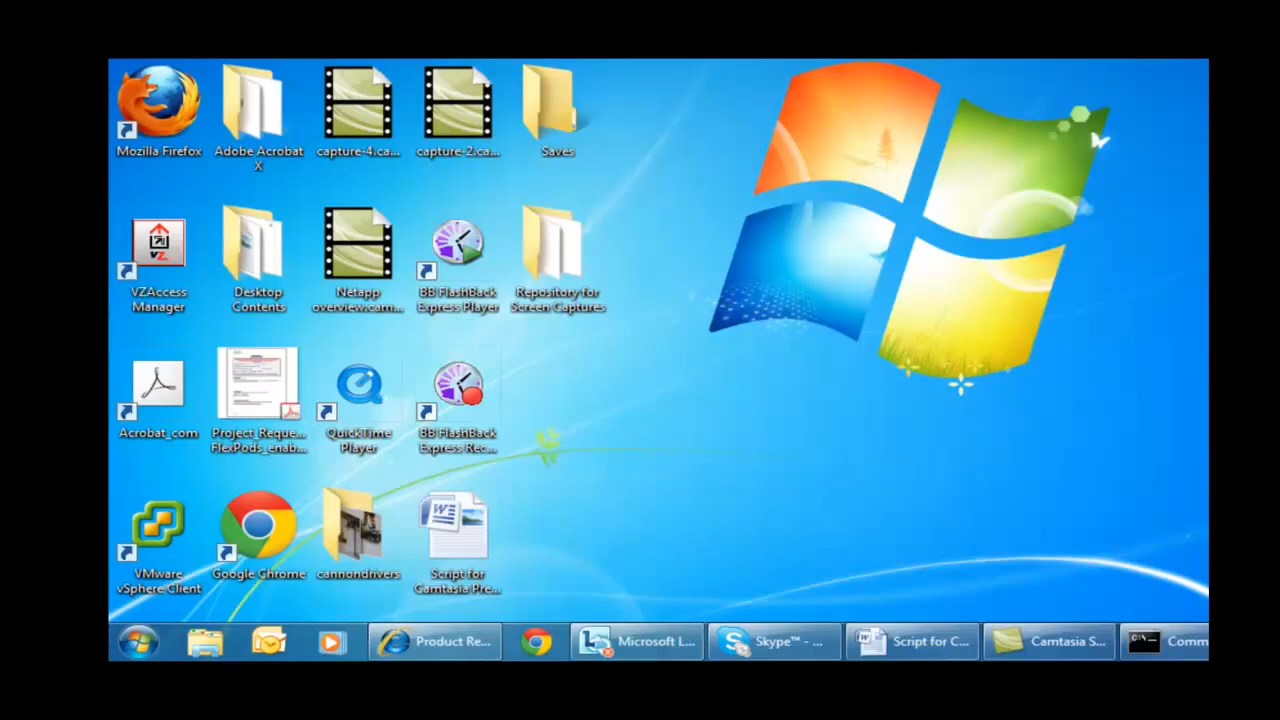 Mozilla Firefox
Adobe Acrobat
X
capture-4.ca...
capture-2.ca...
Saves
VZAccess
Manager
Desktop
Contents
Netapp
overview.cam...
BB FlashBack
Express Player
Repository for
Screen Captures
Acrobat_com
Project_Reque...
FlexPods_enab...
QuickTime
Player
BB FlashBack
Express Rec...
VMware
vSphere Client
Google Chrome
cannondrivers
Script for
Camtasia Pre...
Product Re...
Microsoft L...
Skype™ - ...
Script for C...
Camtasia S...
Comm